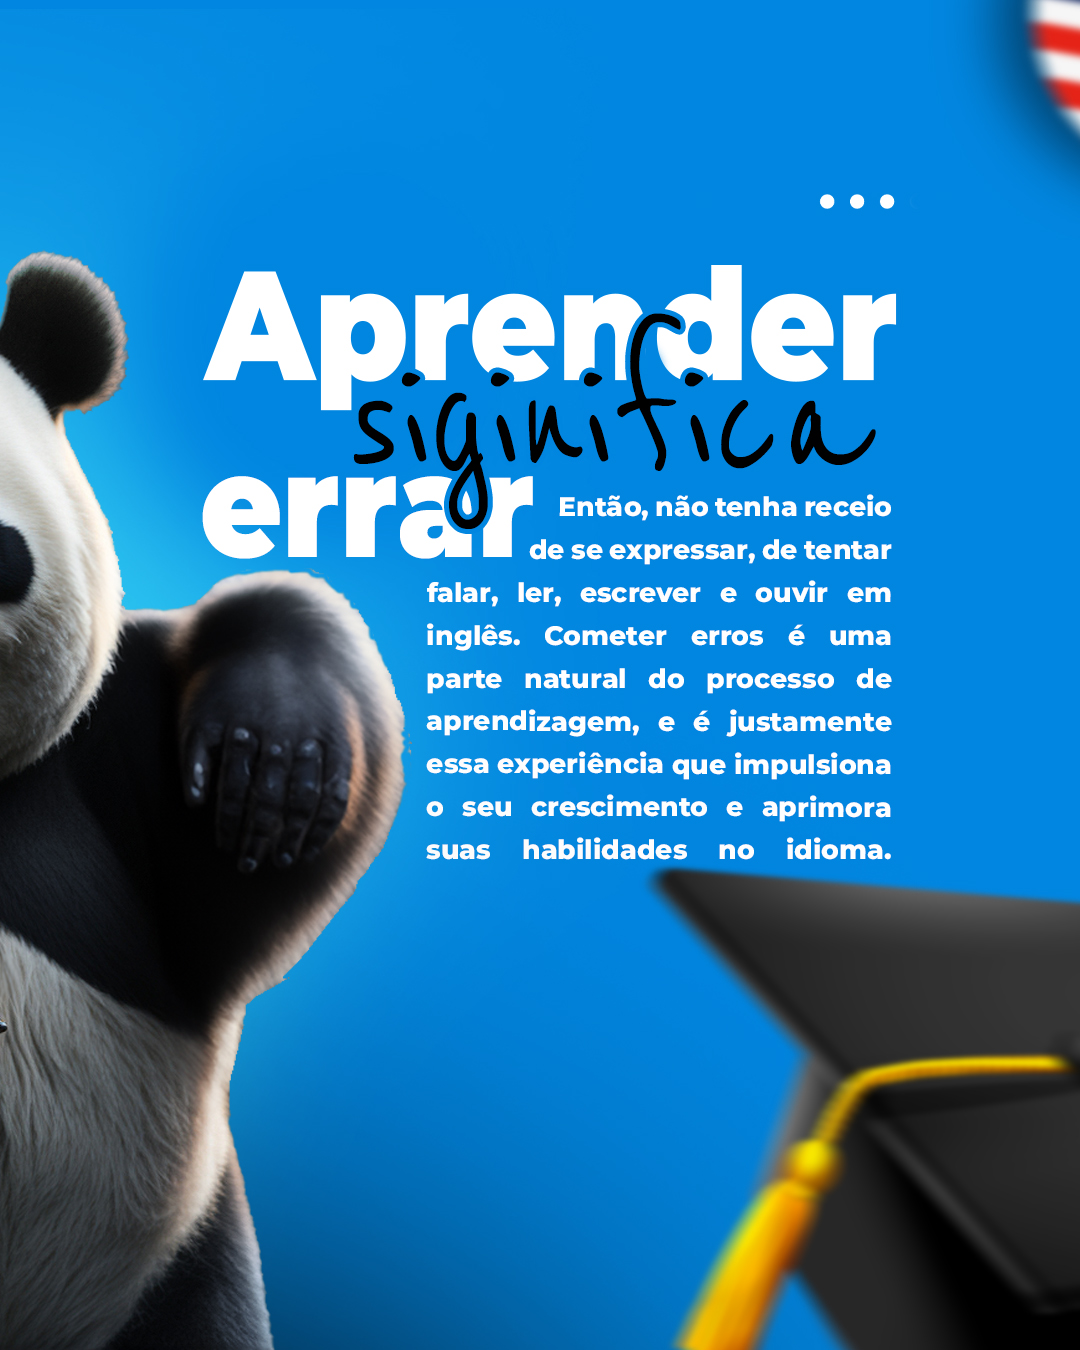 Aprender
siginifica
errar
Então, não tenha receio
de se expressar, de tentar
falar, ler, escrever e ouvir em
inglês. Cometer erros é uma
parte natural do processo de
aprendizagem, e é justamente
essa experiência que impulsiona
o seu crescimento e aprimora
suas habilidades no idioma.